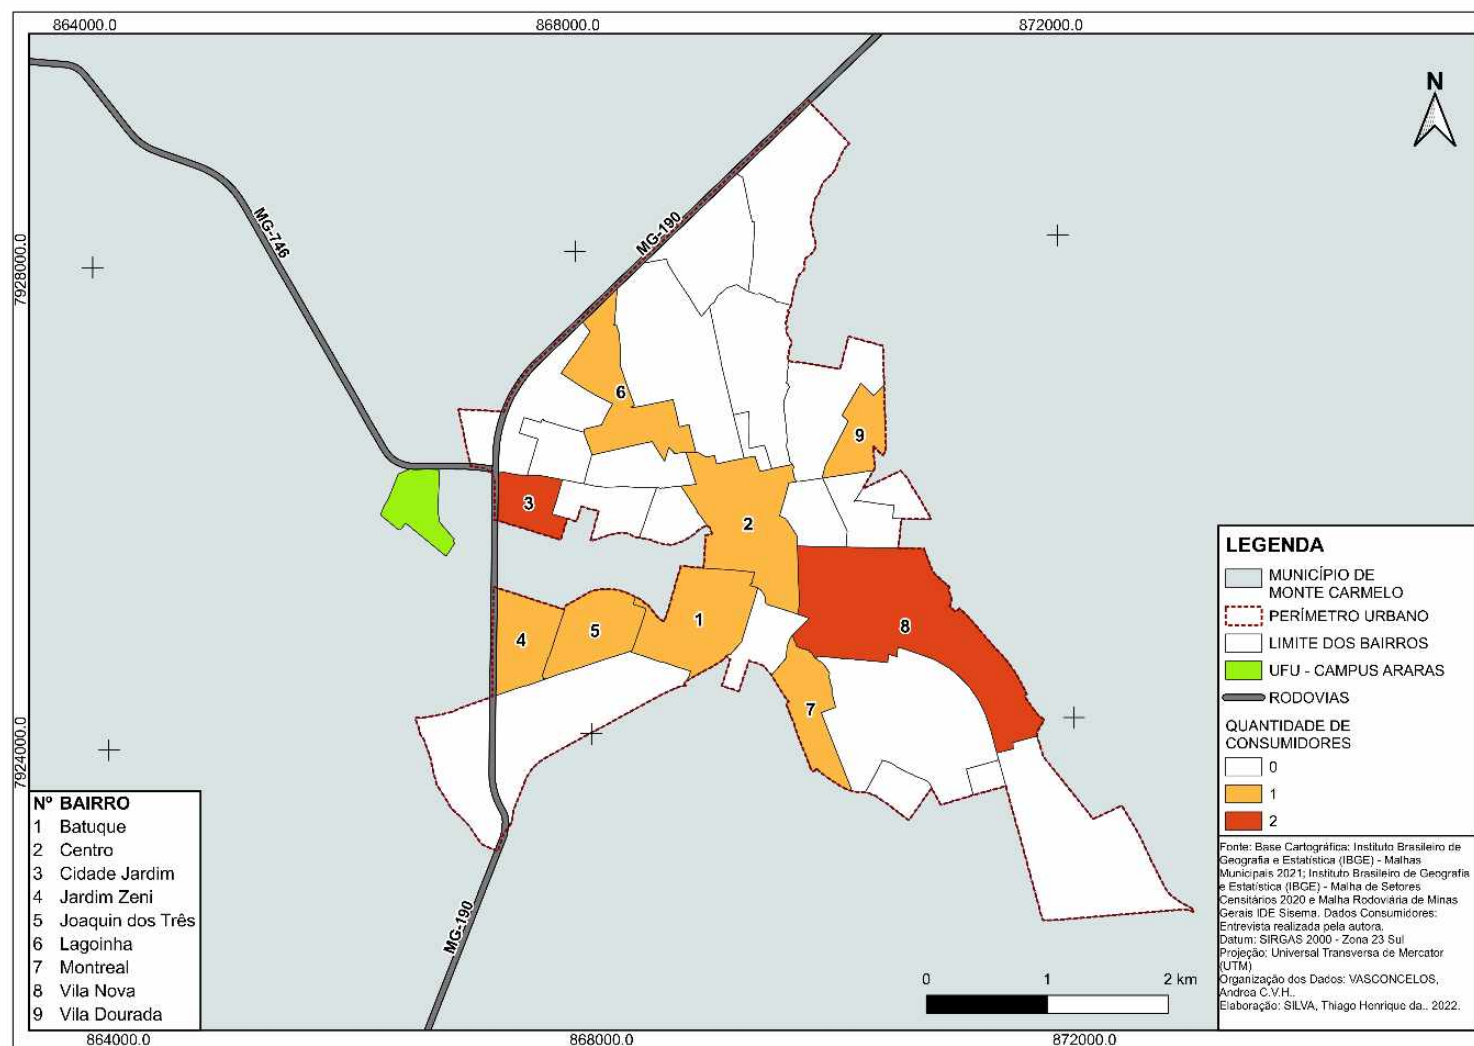 864000.0
868000.0
872000.0
N
7928000.0
7924000.0
MG-746
MG-190
6
9
3
2
1
4
5
8
7
MG-190
LEGENDA
MUNICÍPIO DE
MONTE CARMELO
PERÍMETRO URBANO
LIMITE DOS BAIRROS
UFU - CAMPUS ARARAS
RODOVIAS
QUANTIDADE DE
CONSUMIDORES
0
1
2
Nº BAIRRO
1 Batuque
2 Centro
3 Cidade Jardim
4 Jardim Zeni
5 Joaquin dos Três
6 Lagoinha
7 Montreal
8 Vila Nova
9 Vila Dourada
0 1 2 km
Fonte: Base Cartográfica: Instituto Brasileiro de
Geografia e Estatística (IBGE) - Malhas
Municipais 2021; Instituto Brasileiro de Geografia
e Estatística (IBGE) - Malha de Setores
Censitários 2020 e Malha Rodoviária de Minas
Gerais IDE Sisema. Dados Consumidores:
Entrevista realizada pela autora.
Datum: SIRGAS 2000 - Zona 23 Sul
Projeção: Universal Transversa de Mercator
(UTM)
Organização dos Dados: VASCONCELOS,
Andrea C.V.H..
Elaboração: SILVA, Thiago Henrique da.. 2022.
864000.0
868000.0
872000.0